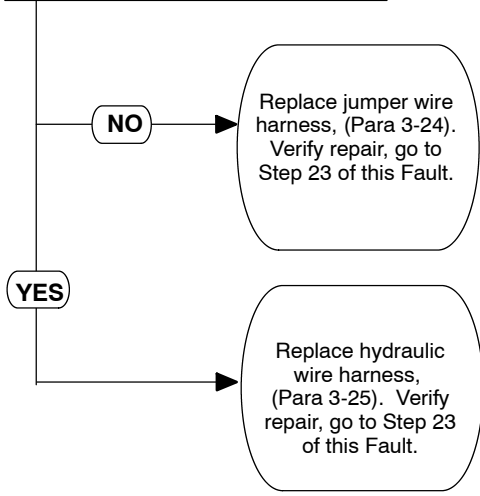 NO
Replace jumper wire
harness, (Para 3-24).
Verify repair, go to
Step 23 of this Fault.
YES
Replace hydraulic
wire harness,
(Para 3-25).  Verify
repair, go to Step 23
of this Fault.